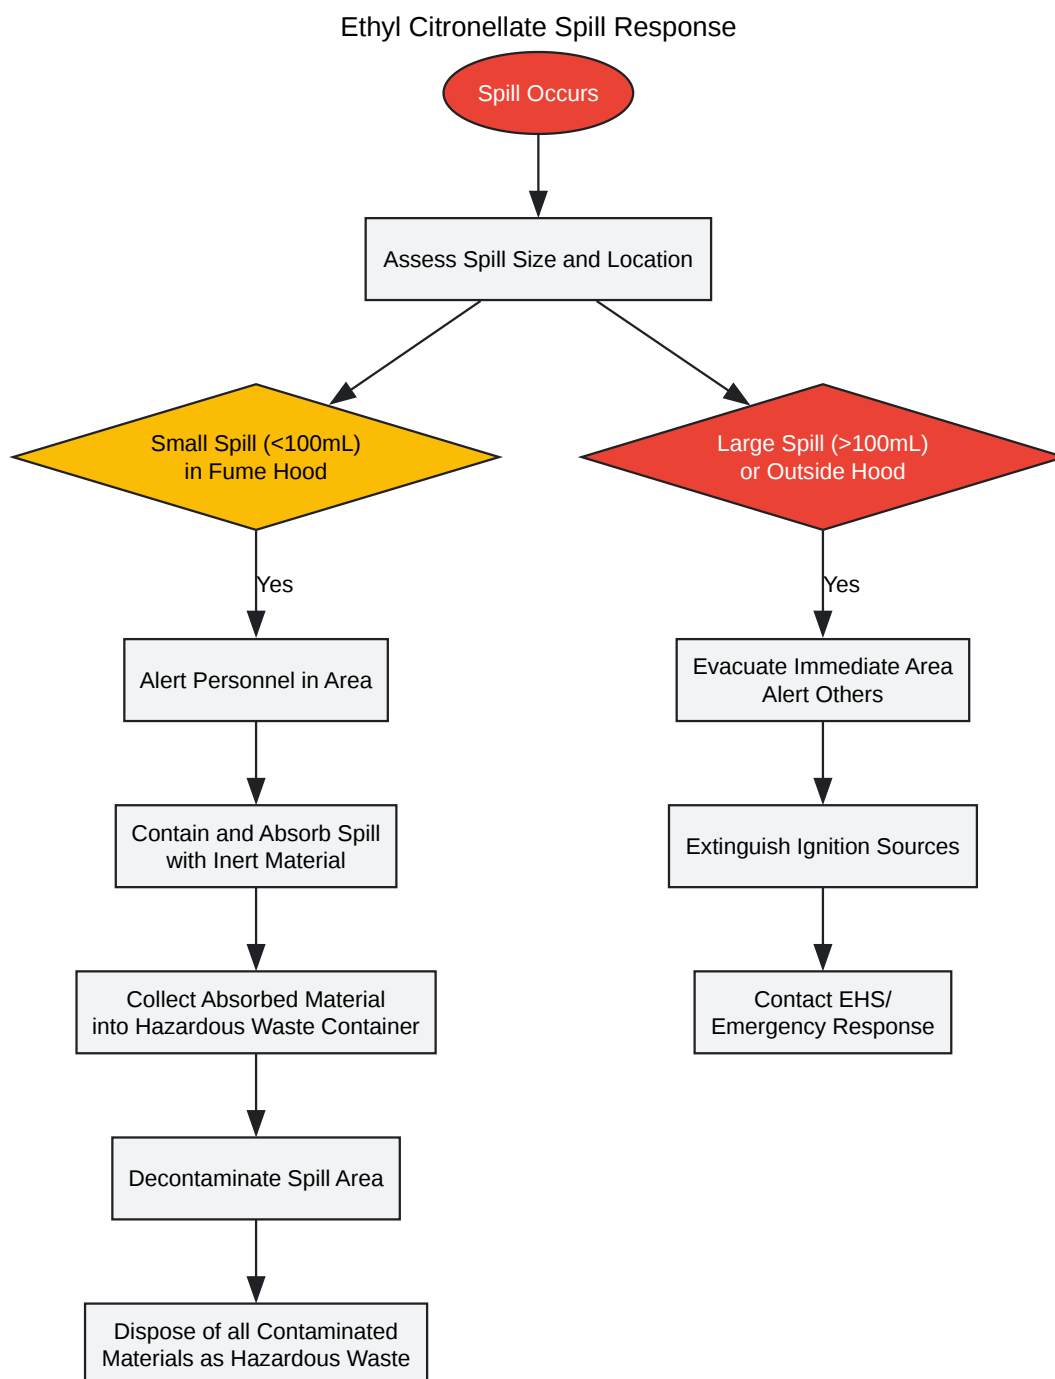 Ethyl Citronellate Spill Response
Spill Occurs
Assess Spill Size and Location
Small Spill (<100mL)
in Fume Hood
Large Spill (>100mL)
or Outside Hood
Yes
Yes
Alert Personnel in Area
Evacuate Immediate Area
Alert Others
Contain and Absorb Spill
with Inert Material
Extinguish Ignition Sources
Collect Absorbed Material
into Hazardous Waste Container
Contact EHS/
Emergency Response
Decontaminate Spill Area
Dispose of all Contaminated
Materials as Hazardous Waste